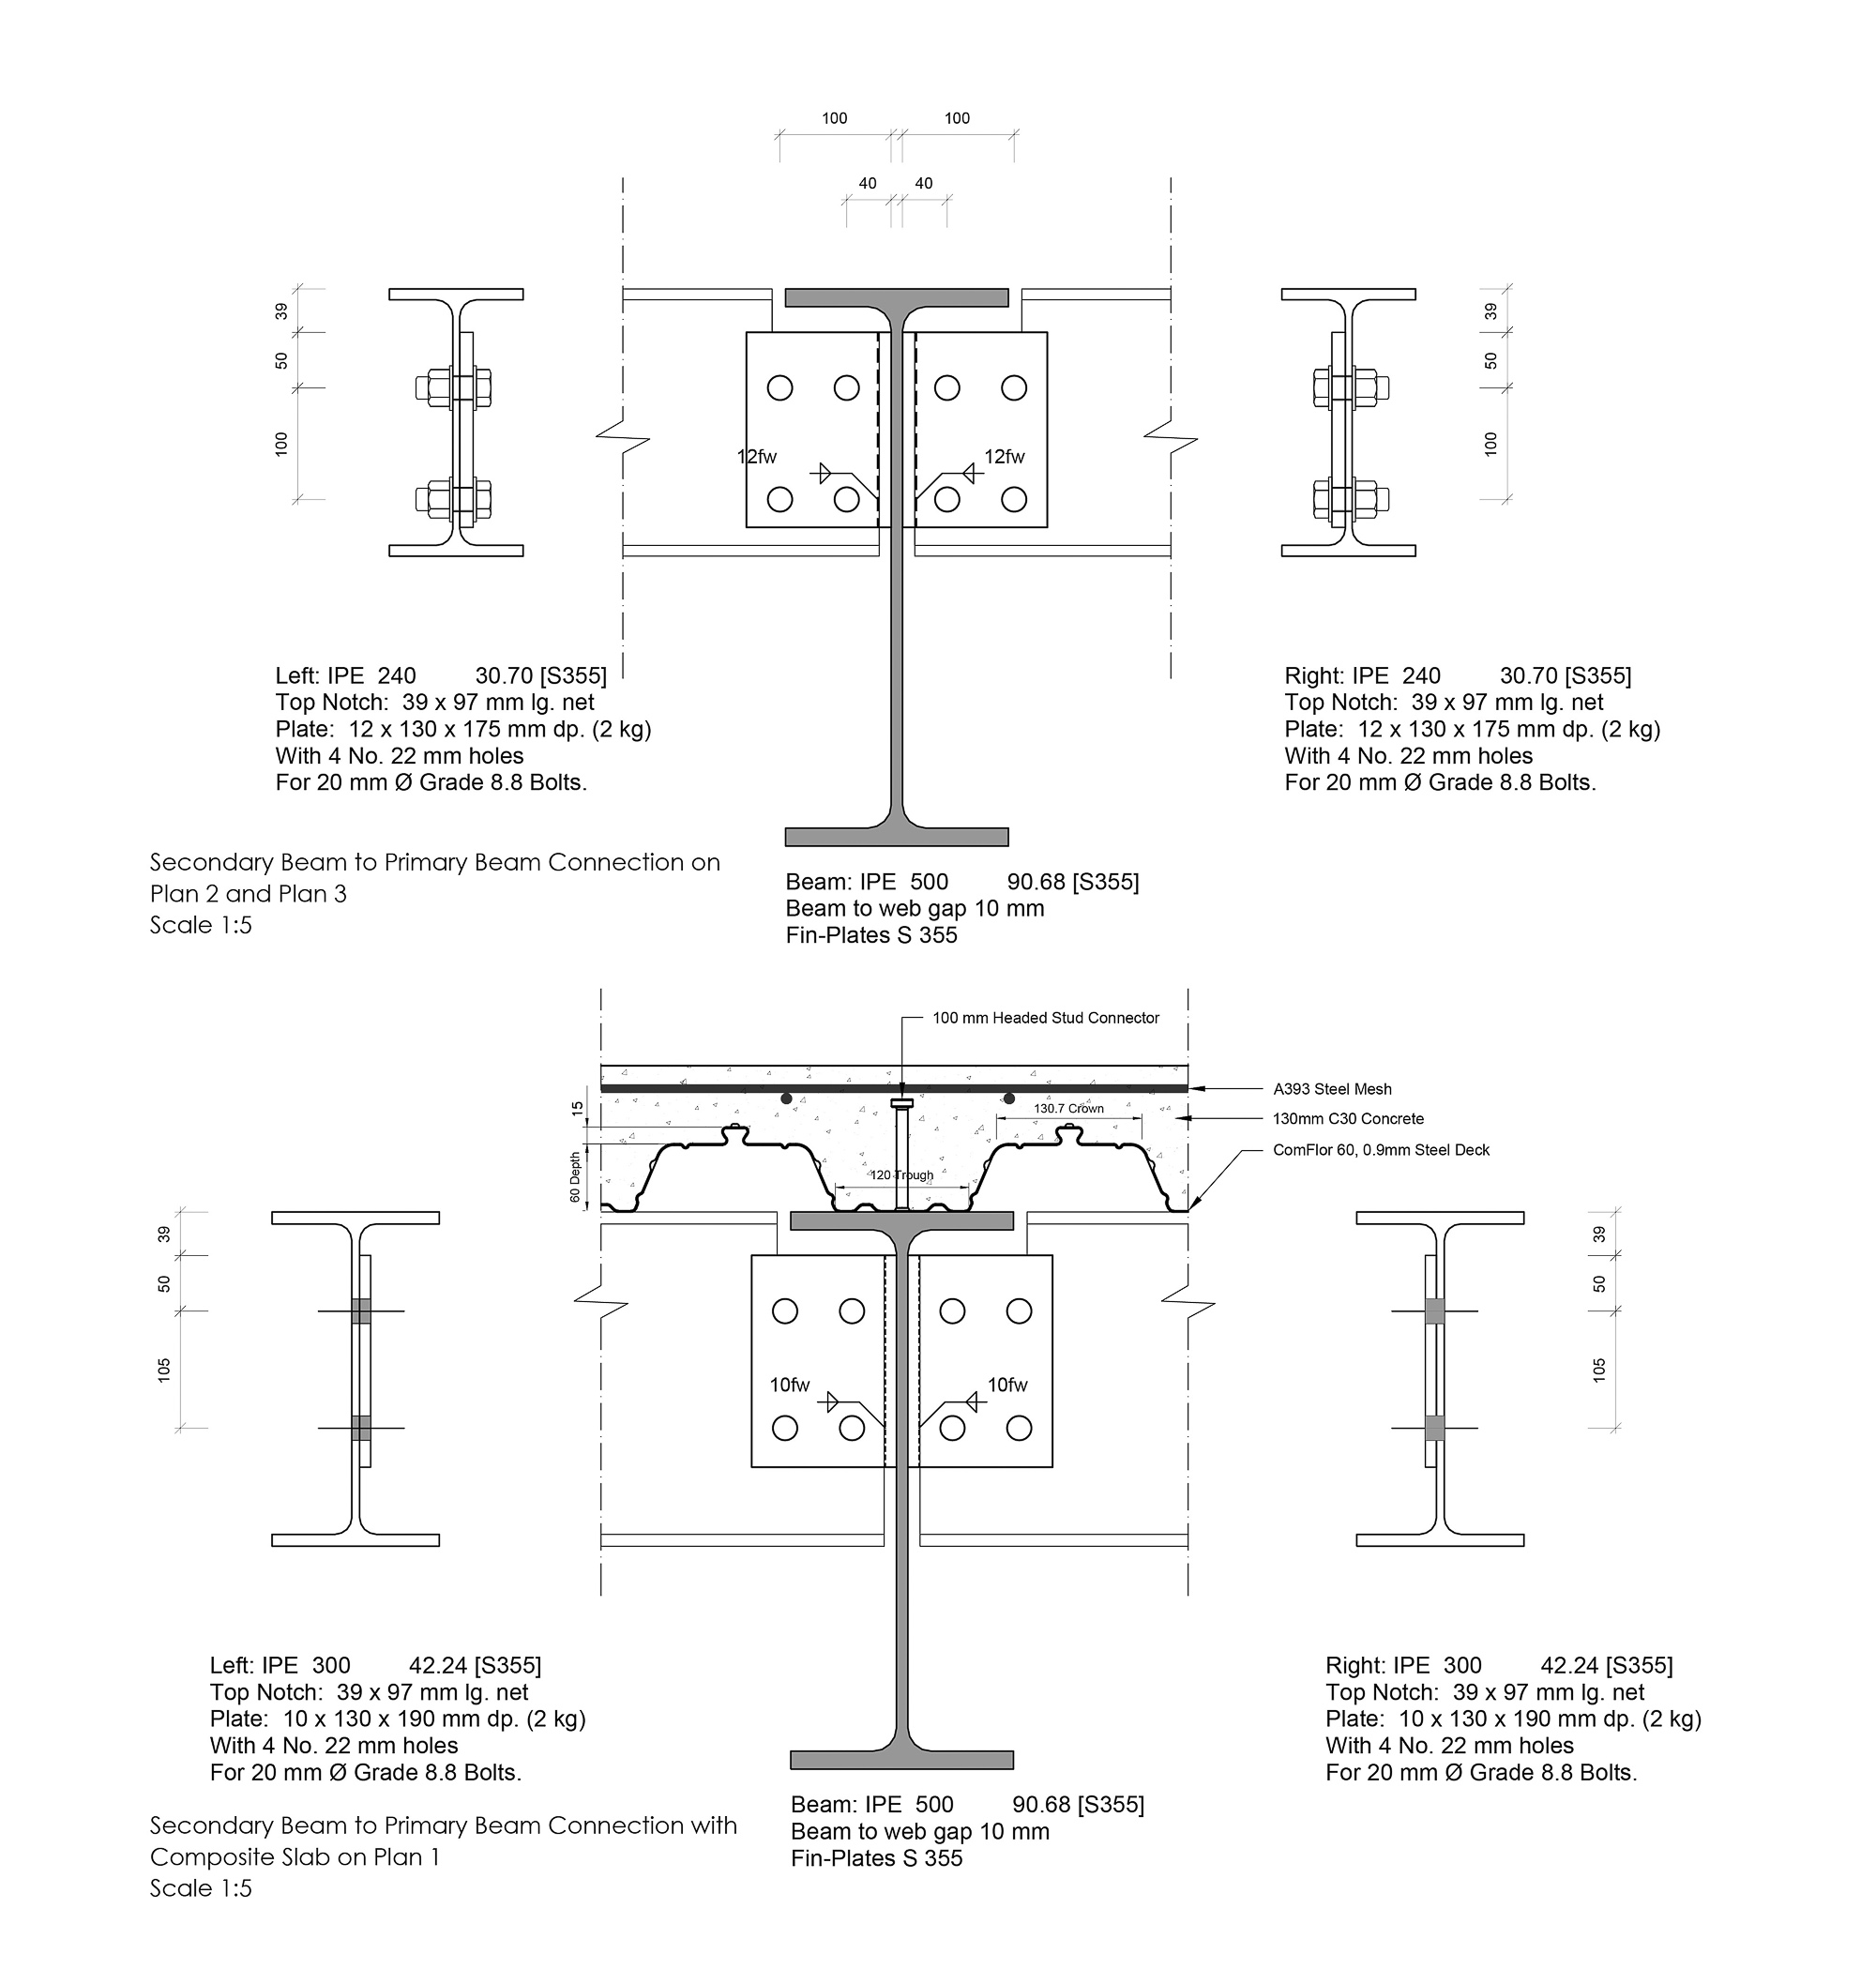 100 100
40 40
39
50
100
39
50
100
12fw 12fw
Left: IPE 240 30.70 [S355]
Top Notch: 39 x 97 mm lg. net
Plate: 12 x 130 x 175 mm dp. (2 kg)
With 4 No. 22 mm holes
For 20 mm Ø Grade 8.8 Bolts.
Right: IPE 240 30.70 [S355]
Top Notch: 39 x 97 mm lg. net
Plate: 12 x 130 x 175 mm dp. (2 kg)
With 4 No. 22 mm holes
For 20 mm Ø Grade 8.8 Bolts.
Secondary Beam to Primary Beam Connection on
Plan 2 and Plan 3
Scale 1:5
Beam: IPE 500 90.68 [S355]
Beam to web gap 10 mm
Fin-Plates S 355
100 mm Headed Stud Connector
A393 Steel Mesh
130mm C30 Concrete
ComFlor 60, 0.9mm Steel Deck
15
60 Depth
130.7 Crown
120 Trough
39
50
105
39
50
105
10fw 10fw
Left: IPE 300 42.24 [S355]
Top Notch: 39 x 97 mm lg. net
Plate: 10 x 130 x 190 mm dp. (2 kg)
With 4 No. 22 mm holes
For 20 mm Ø Grade 8.8 Bolts.
Right: IPE 300 42.24 [S355]
Top Notch: 39 x 97 mm lg. net
Plate: 10 x 130 x 190 mm dp. (2 kg)
With 4 No. 22 mm holes
For 20 mm Ø Grade 8.8 Bolts.
Beam: IPE 500 90.68 [S355]
Beam to web gap 10 mm
Fin-Plates S 355
Secondary Beam to Primary Beam Connection with
Composite Slab on Plan 1
Scale 1:5